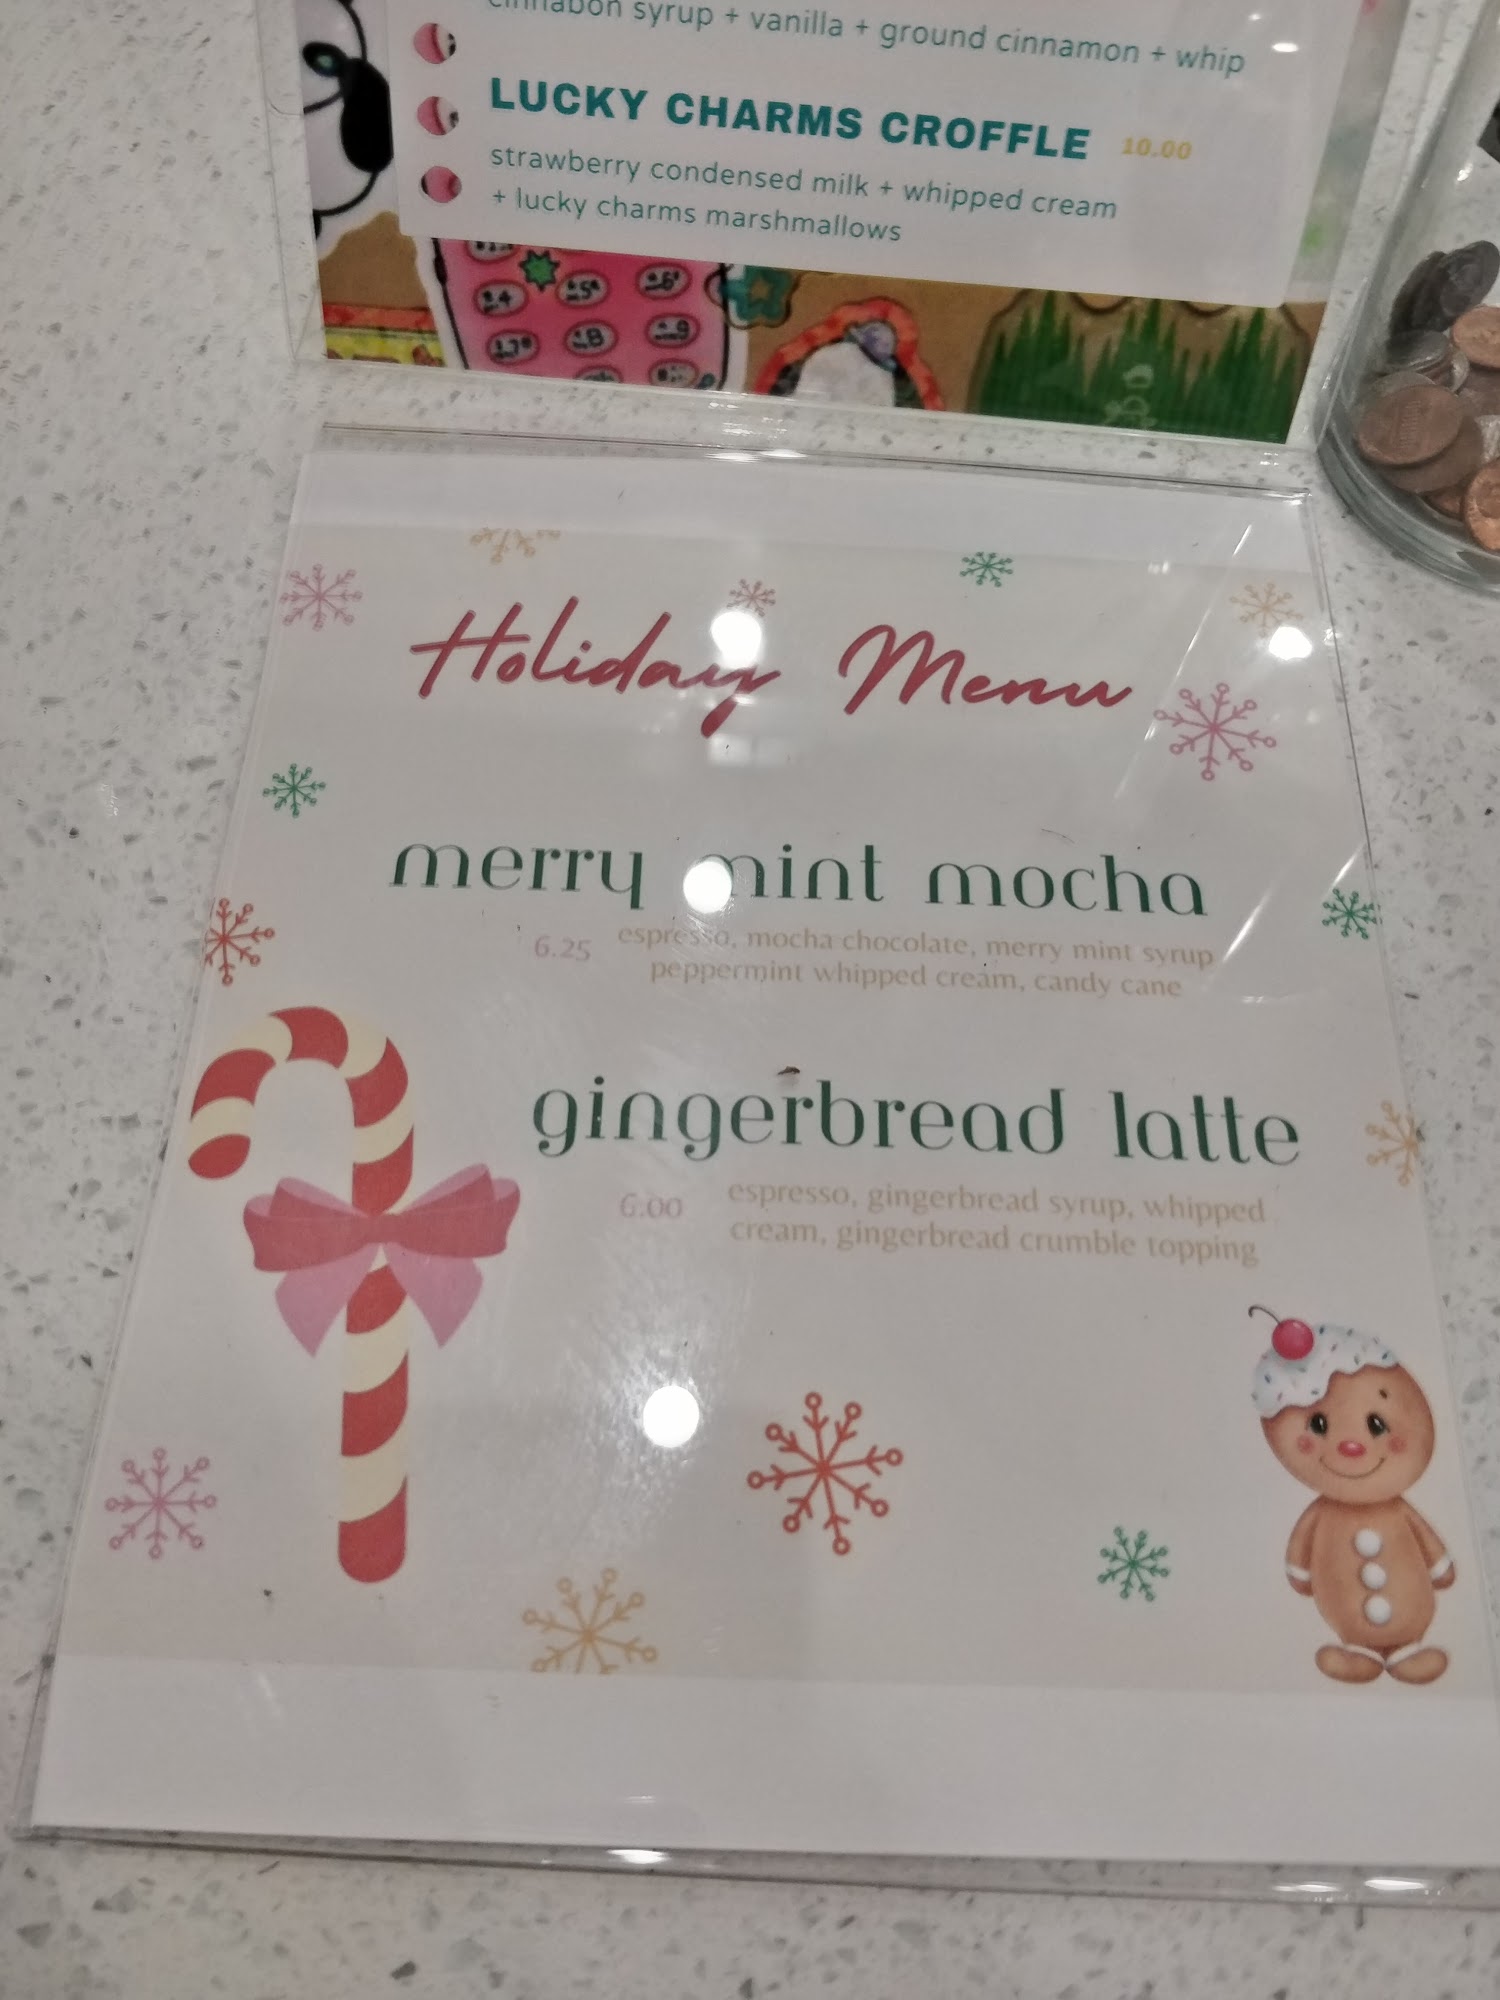 syrup + vanilla + ground cinnamon + whip
LUCKY CHARMS CROFFLE 10.00
strawberry condensed milk + whipped cream
+ lucky charms marshmallows
Holiday Menu
merry mint mocha
6.25 espresso, mocha chocolate, merry mint syrup
peppermint whipped cream, candy cane
gingerbread latte
6.00 espresso, gingerbread syrup, whipped
cream, gingerbread crumble topping